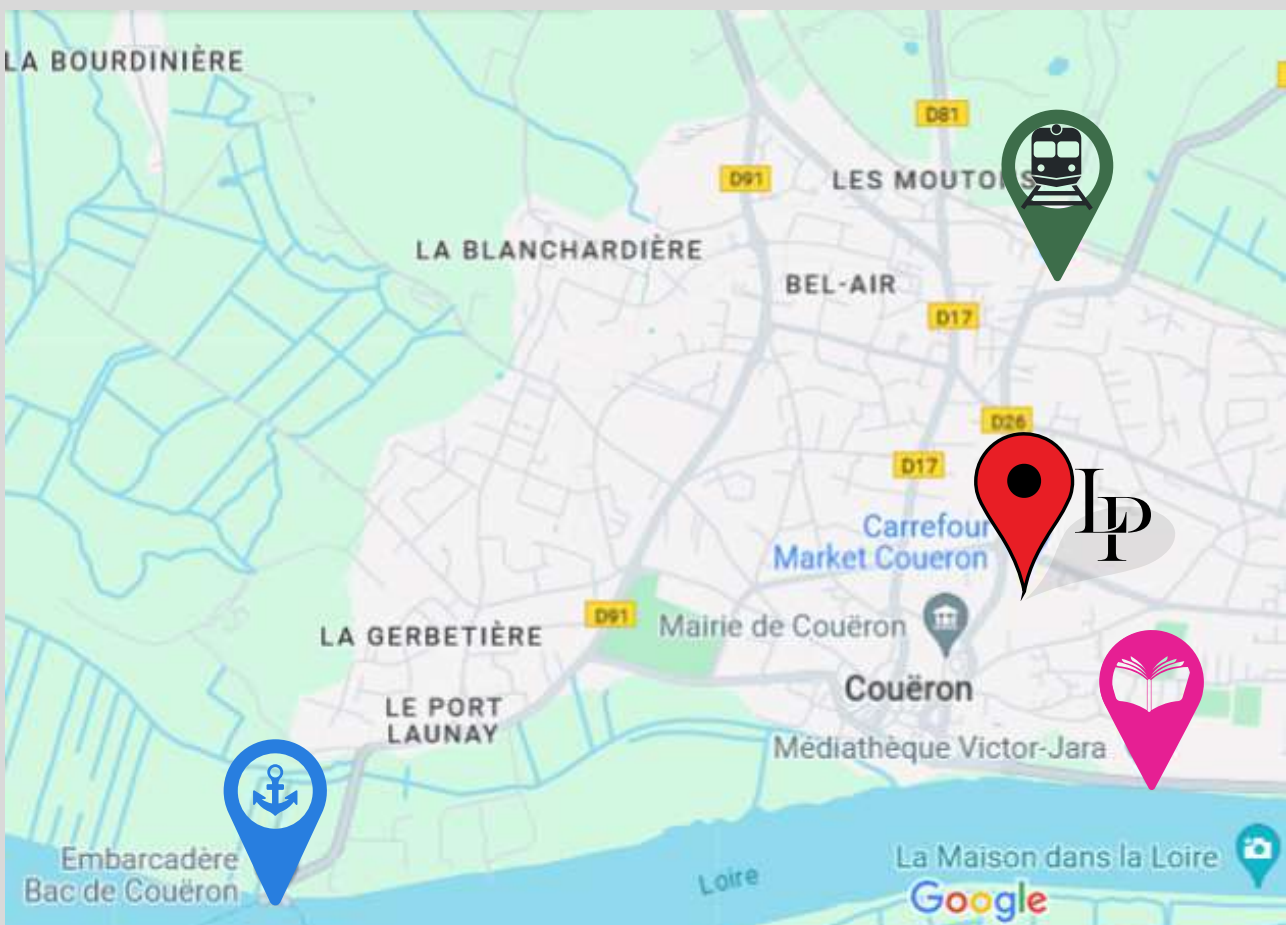 LA BOURDINIÈRE
D81
D91
LES MOUTONS
LA BLANCHARDIÈRE
BEL-AIR
D17
D26
D17
LP
Carrefour
Market Coueron
D91
Mairie de Couëron
LA GERBETIÈRE
Couëron
LE PORT
LAUNAY
Médiathèque Victor-Jara
Embarcadère
Bac de Couëron
Loire
La Maison dans la Loire
Google